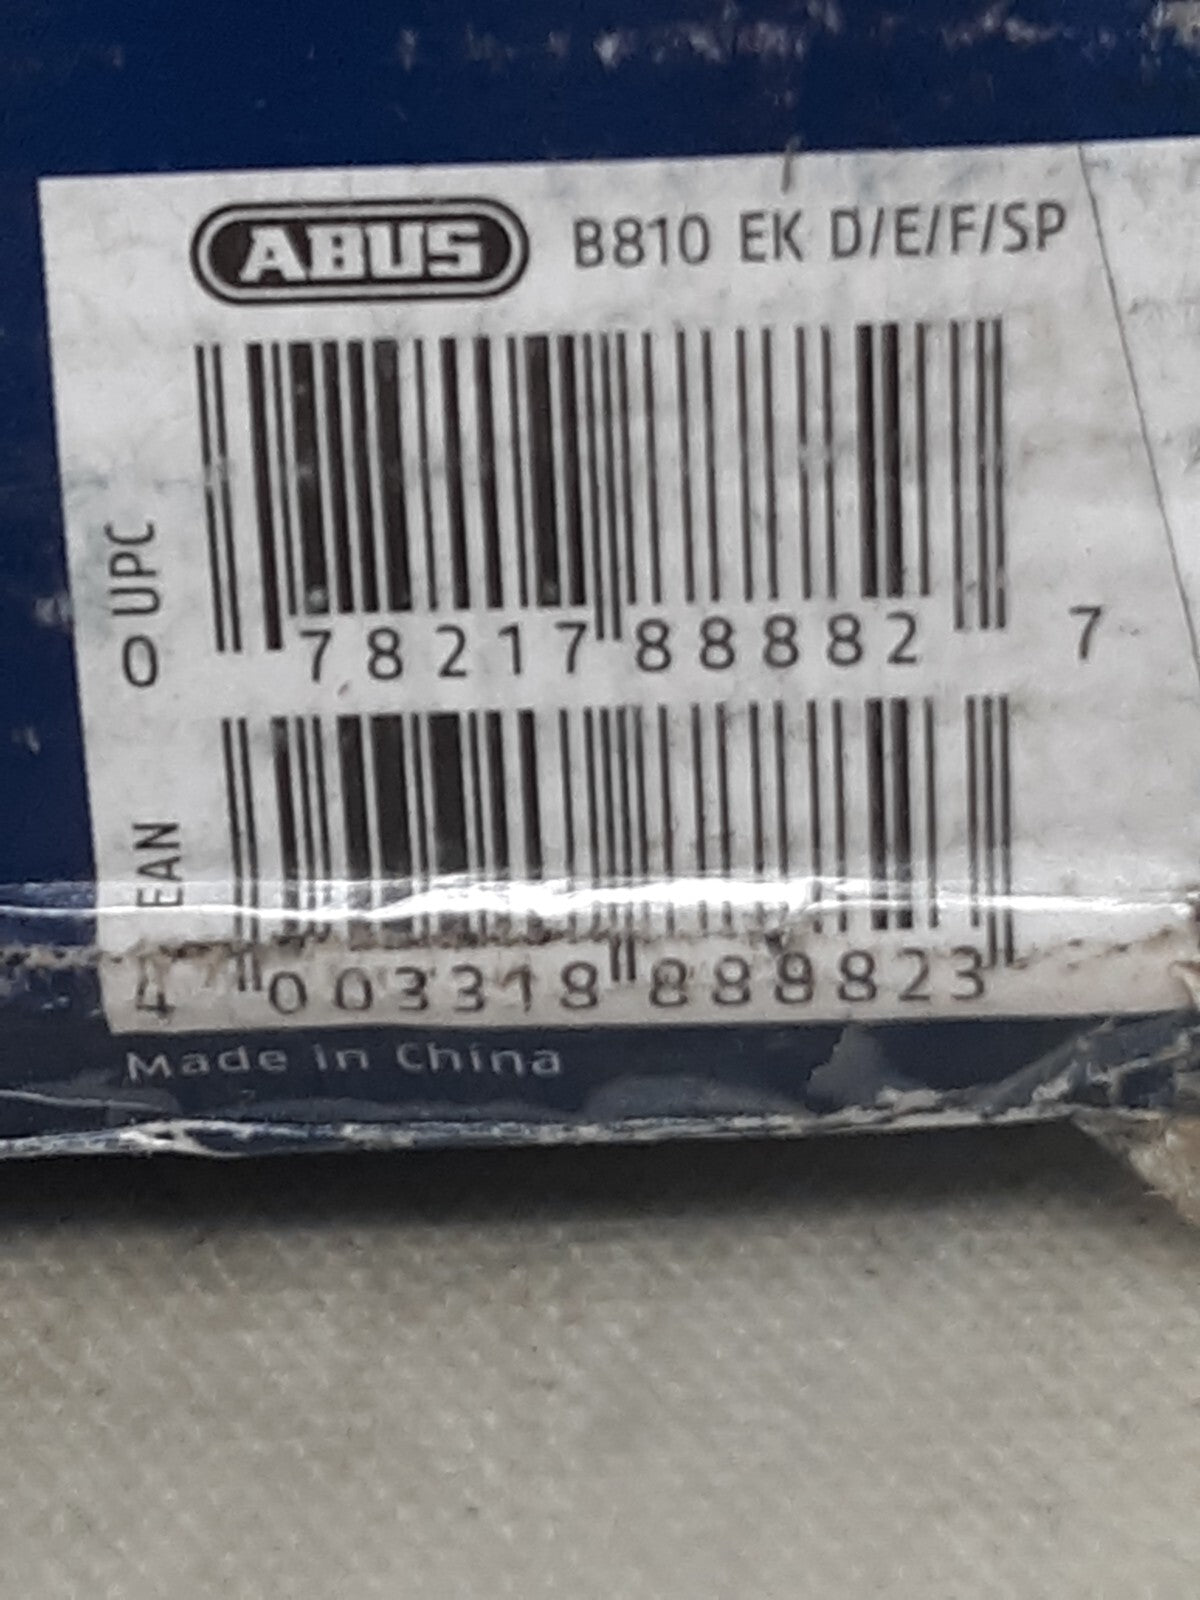 ABUS B810 EK D/E/F/SP
UPC
0 78217 88882 7
EAN
4 003318 888823
Made in China